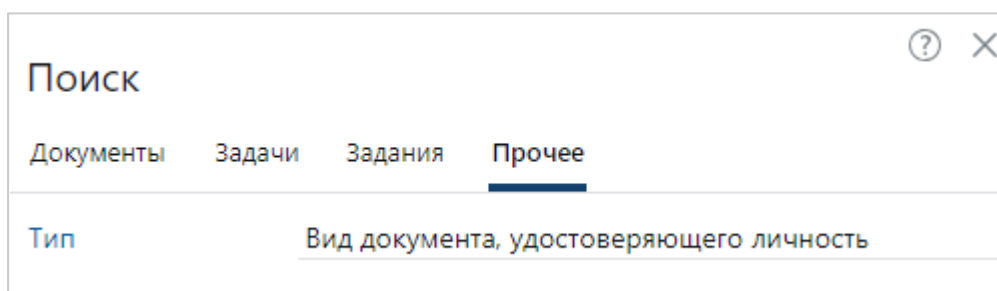 Поиск
Документы Задачи Задания Прочее
Тип Вид документа, удостоверяющего личность